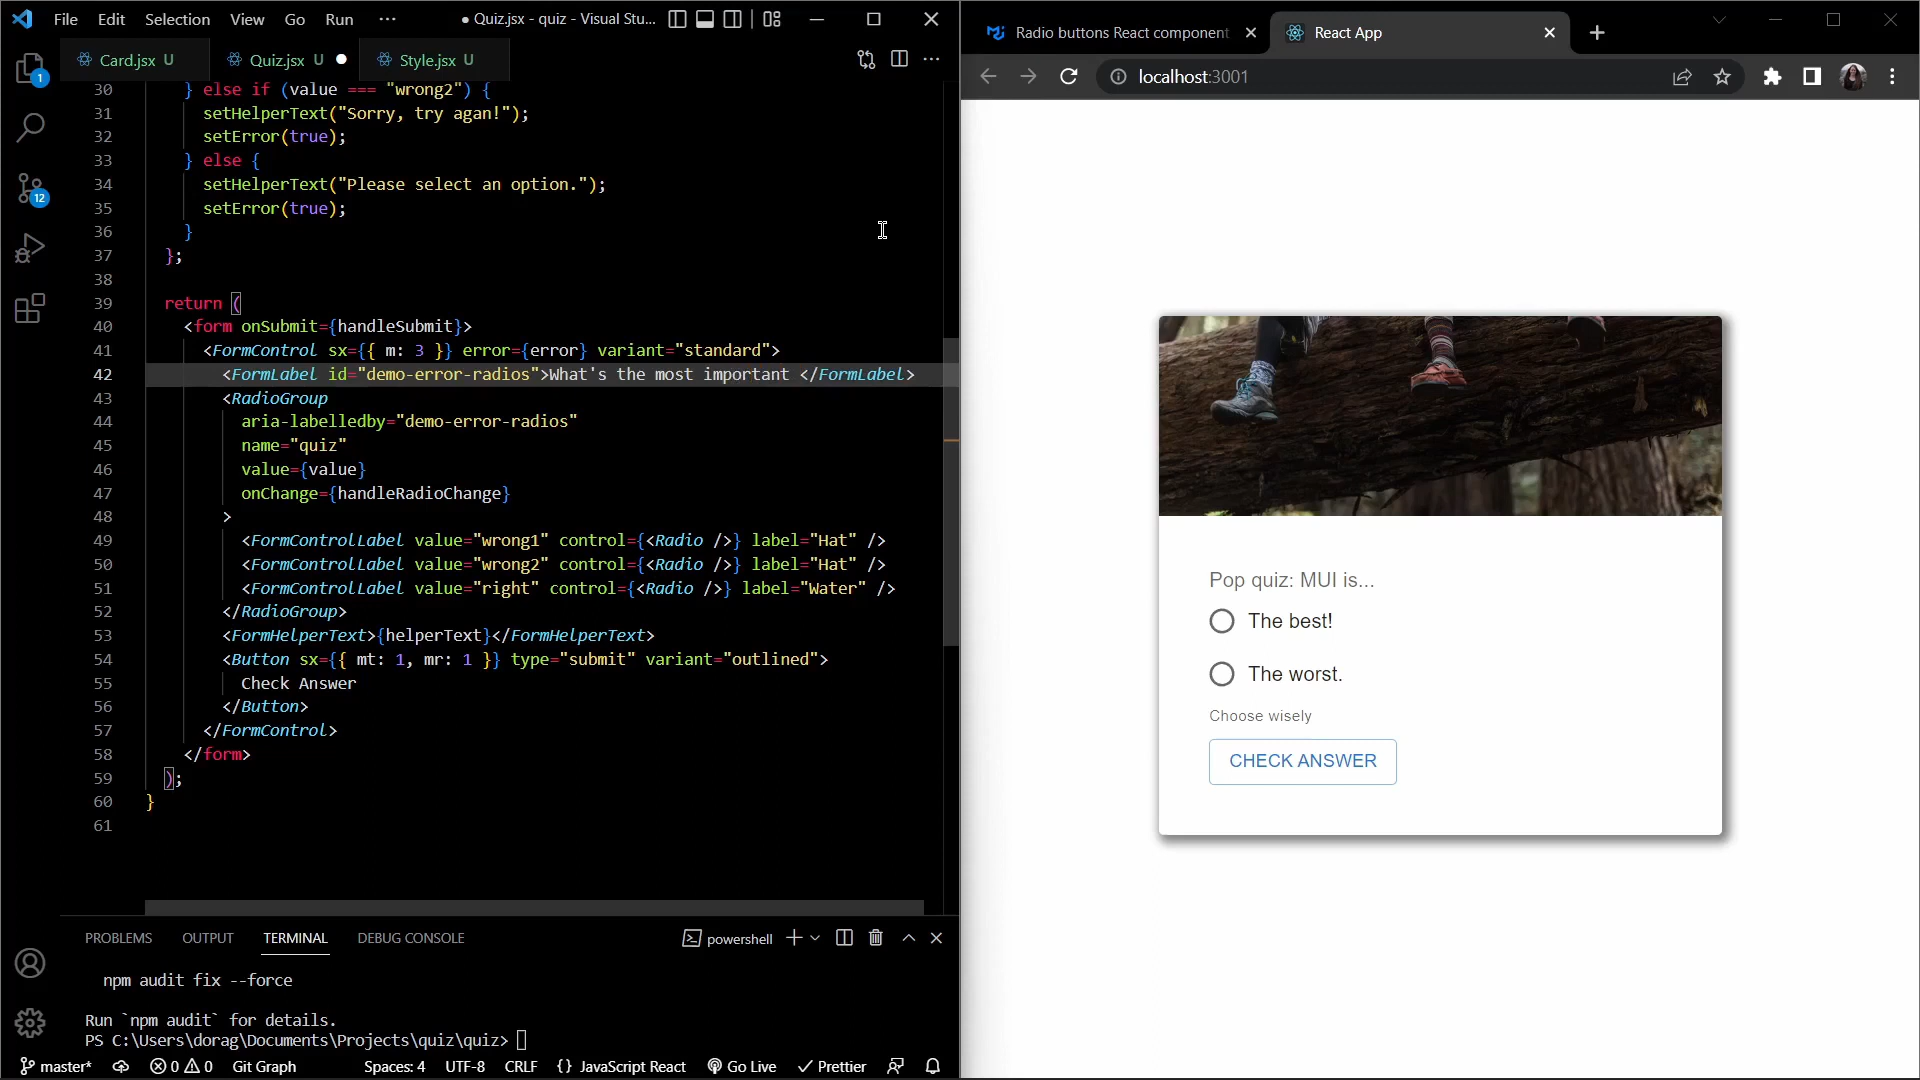 File Edit Selection View Go Run ··· ● Quiz.jsx - quiz - Visual Stu...
Card.jsx U Quiz.jsx U ● Style.jsx U
1
12
30 } else if (value === "wrong2") {
31 setHelperText("Sorry, try agan!");
32 setError(true);
33 } else {
34 setHelperText("Please select an option.");
35 setError(true);
36 }
37 };
38
39 return (
40 <form onSubmit={handleSubmit}>
41 <FormControl sx={{ m: 3 }} error={error} variant="standard">
42 <FormLabel id="demo-error-radios">What's the most important </FormLabel>
43 <RadioGroup
44 aria-labelledby="demo-error-radios"
45 name="quiz"
46 value={value}
47 onChange={handleRadioChange}
48 >
49 <FormControlLabel value="wrong1" control={<Radio />} label="Hat" />
50 <FormControlLabel value="wrong2" control={<Radio />} label="Hat" />
51 <FormControlLabel value="right" control={<Radio />} label="Water" />
52 </RadioGroup>
53 <FormHelperText>{helperText}</FormHelperText>
54 <Button sx={{ mt: 1, mr: 1 }} type="submit" variant="outlined">
55 Check Answer
56 </Button>
57 </FormControl>
58 </form>
59 );
60 }
61
PROBLEMS OUTPUT TERMINAL DEBUG CONSOLE powershell
npm audit fix --force
Run `npm audit` for details.
PS C:\Users\dorag\Documents\Projects\quiz\quiz>
master* 0 0 Git Graph Spaces: 4 UTF-8 CRLF {} JavaScript React Go Live Prettier
Radio buttons React component React App
localhost:3001
Pop quiz: MUI is...
The best!
The worst.
Choose wisely
CHECK ANSWER